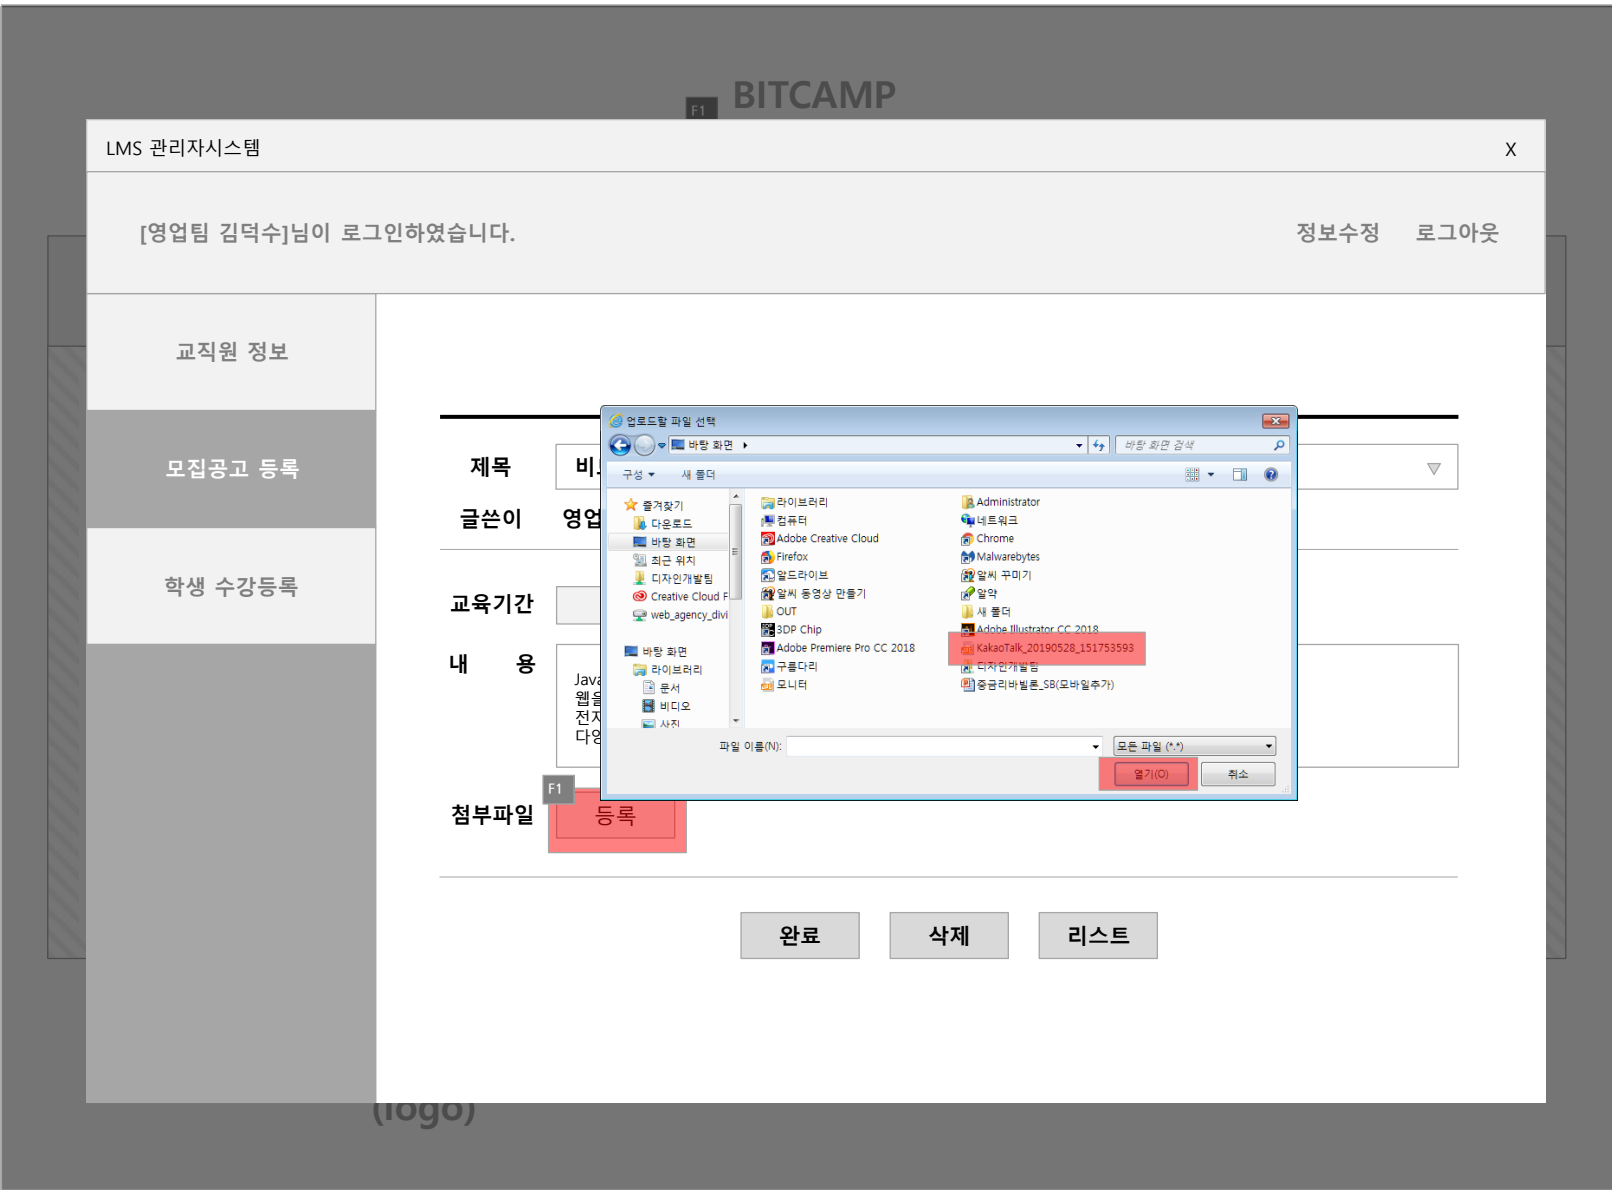 BITCAMP
F1
LMS 관리자시스템
X
[영업팀 김덕수]님이 로그인하였습니다.
정보수정 로그아웃
교직원 정보
모집공고 등록
학생 수강등록
제목
글쓴이
영업
교육기간
내 용
Java
웹을
전자
다양
업로드할 파일 선택
바탕 화면
바탕 화면 검색
구성
새 폴더
즐겨찾기
다운로드
바탕 화면
최근 위치
디자인개발팀
Creative Cloud F
web_agency_divi
바탕 화면
라이브러리
문서
비디오
사진
라이브러리
컴퓨터
Adobe Creative Cloud
Firefox
알드라이브
알씨 동영상 만들기
OUT
3DP Chip
Adobe Premiere Pro CC 2018
구름다리
모니터
Administrator
네트워크
Chrome
Malwarebytes
알씨 꾸미기
알약
새 폴더
Adobe Illustrator CC 2018
KakaoTalk_20190528_151753593
디자인개발팀
중금리바빌론_SB(모바일추가)
파일 이름(N):
모든 파일 (*.*)
열기(O)
취소
F1
첨부파일
등록
완료
삭제
리스트
(logo)